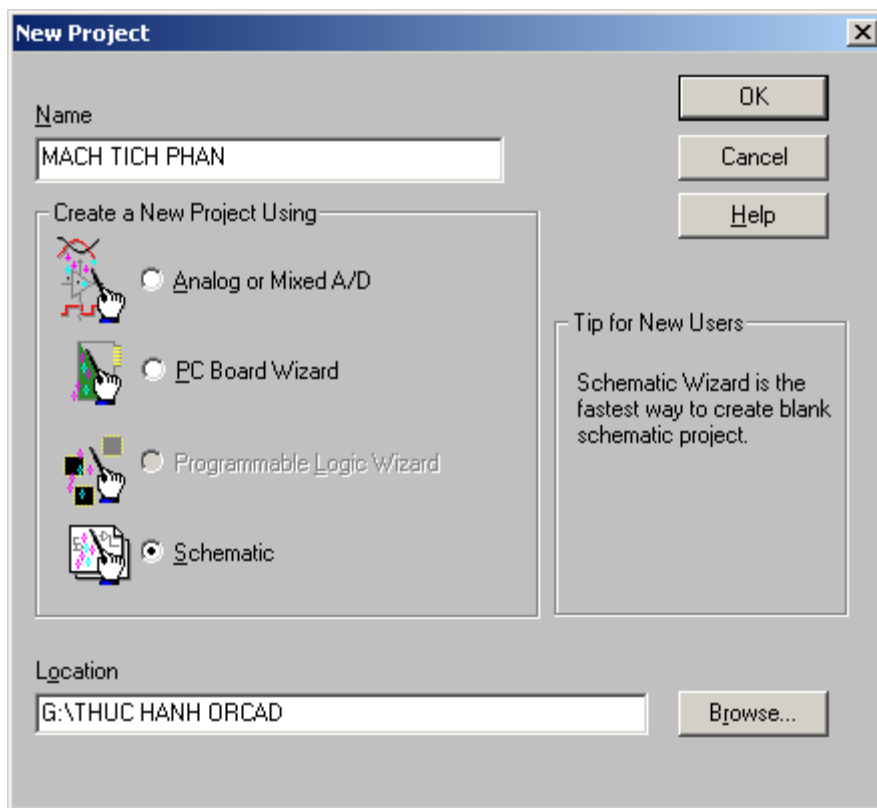 New Project
Name
MACH TICH PHAN
OK
Cancel
Help
Create a New Project Using
Analog or Mixed A/D
PC Board Wizard
Programmable Logic Wizard
Schematic
Tip for New Users
Schematic Wizard is the
fastest way to create blank
schematic project.
Location
G:\THUC HANH ORCAD
Browse...